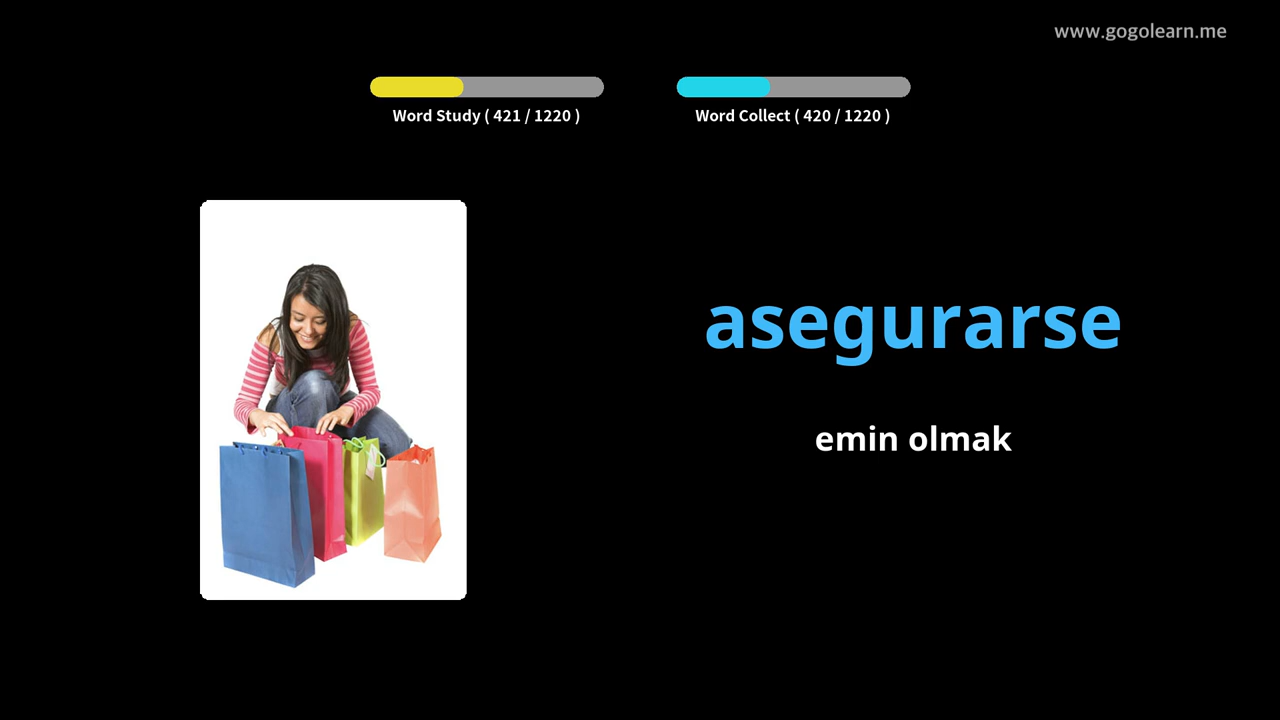 www.gogolearn.me
Word Study ( 421 / 1220 )
Word Collect ( 420 / 1220 )
asegurarse
emin olmak